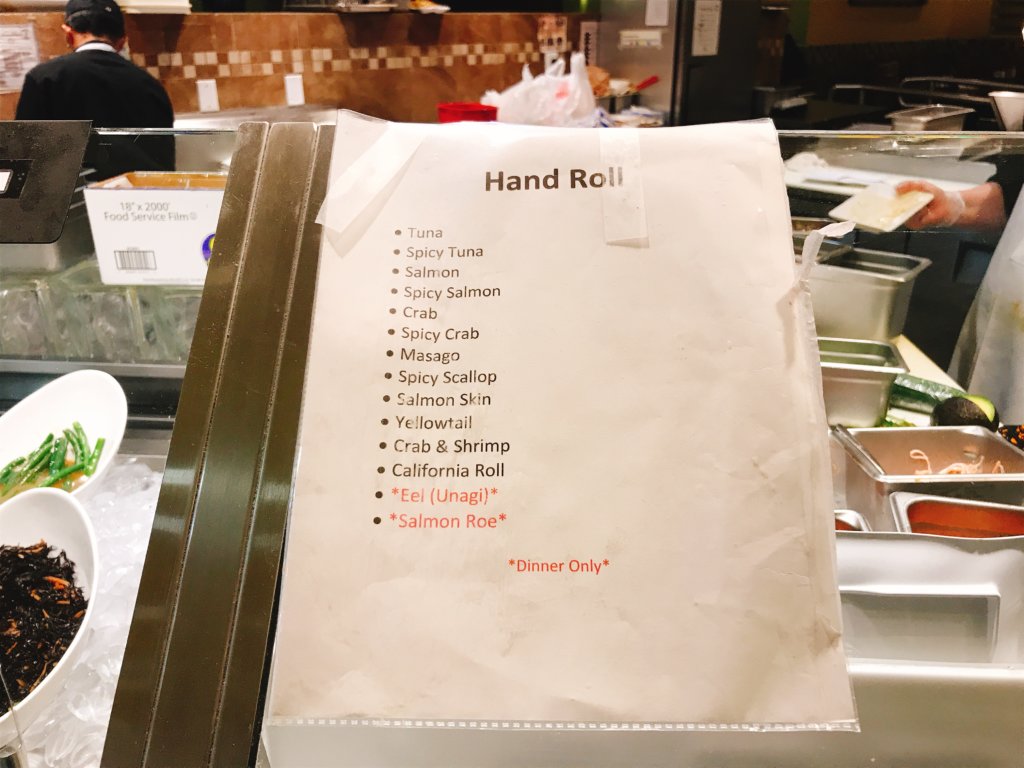 18" x 2000'
Food Service Film
Hand Roll
• Tuna
• Spicy Tuna
• Salmon
• Spicy Salmon
• Crab
• Spicy Crab
• Masago
• Spicy Scallop
• Salmon Skin
• Yellowtail
• Crab & Shrimp
• California Roll
• *Eel (Unagi)*
• *Salmon Roe*
*Dinner Only*